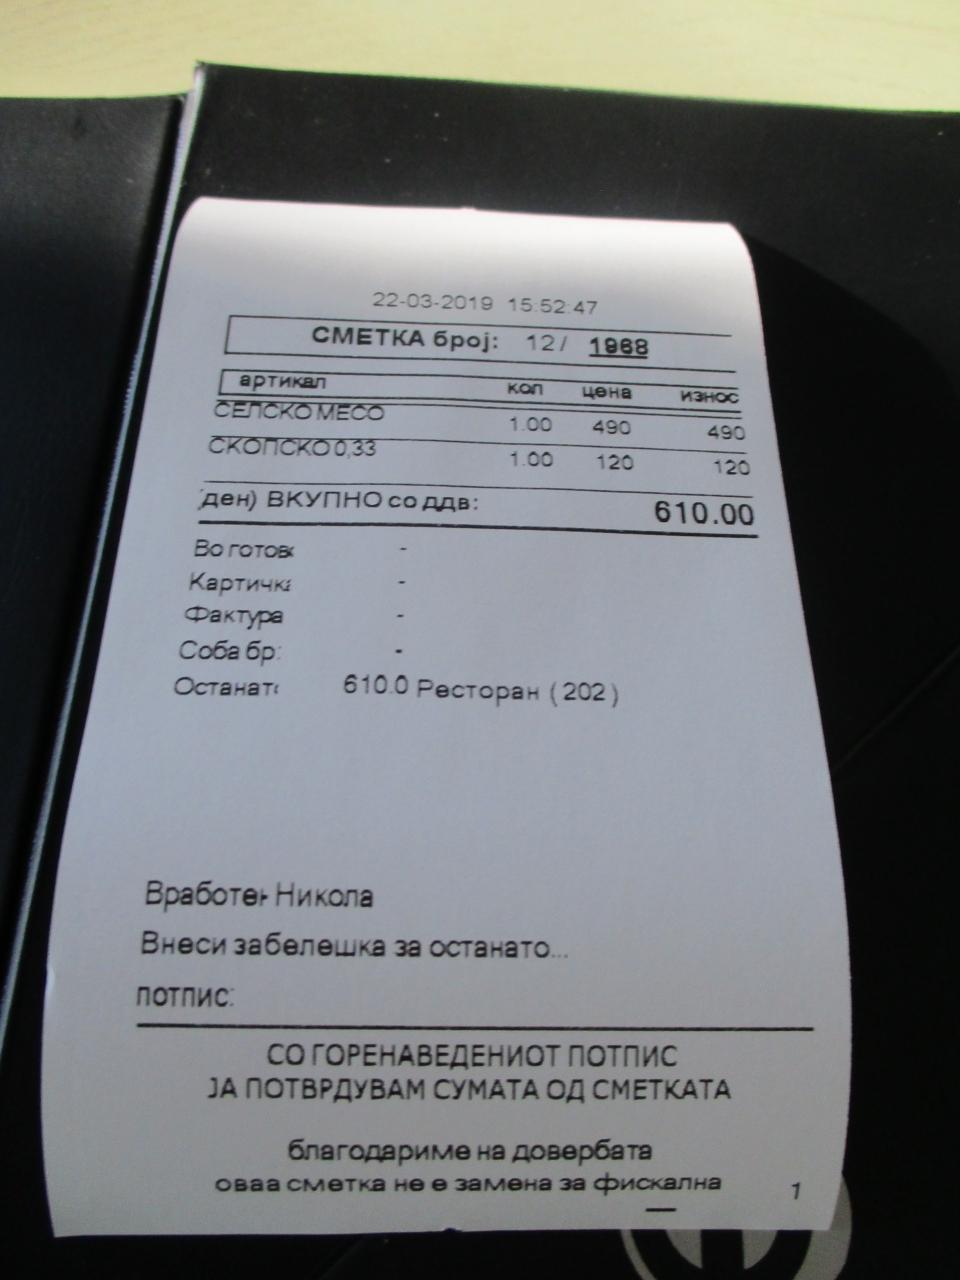 22-03-2019 15:52:47
СМЕТКА број: 12/ 1968
артикал кол цена износ
СЕЛСКО МЕСО 1.00 490 490
СКОПСКО 0,33 1.00 120 120
ден) ВКУПНО со ддв: 610.00
Во готов -
Картичка -
Фактура -
Соба бр: -
Останат 610.0 Ресторан ( 202 )
Вработен Никола
Внеси забелешка за останато...
потпис:
СО ГОРЕНАВЕДЕНИОТ ПОТПИС
ЈА ПОТВРДУВАМ СУМАТА ОД СМЕТКАТА
благодариме на довербата
оваа сметка не е замена за фискална
1